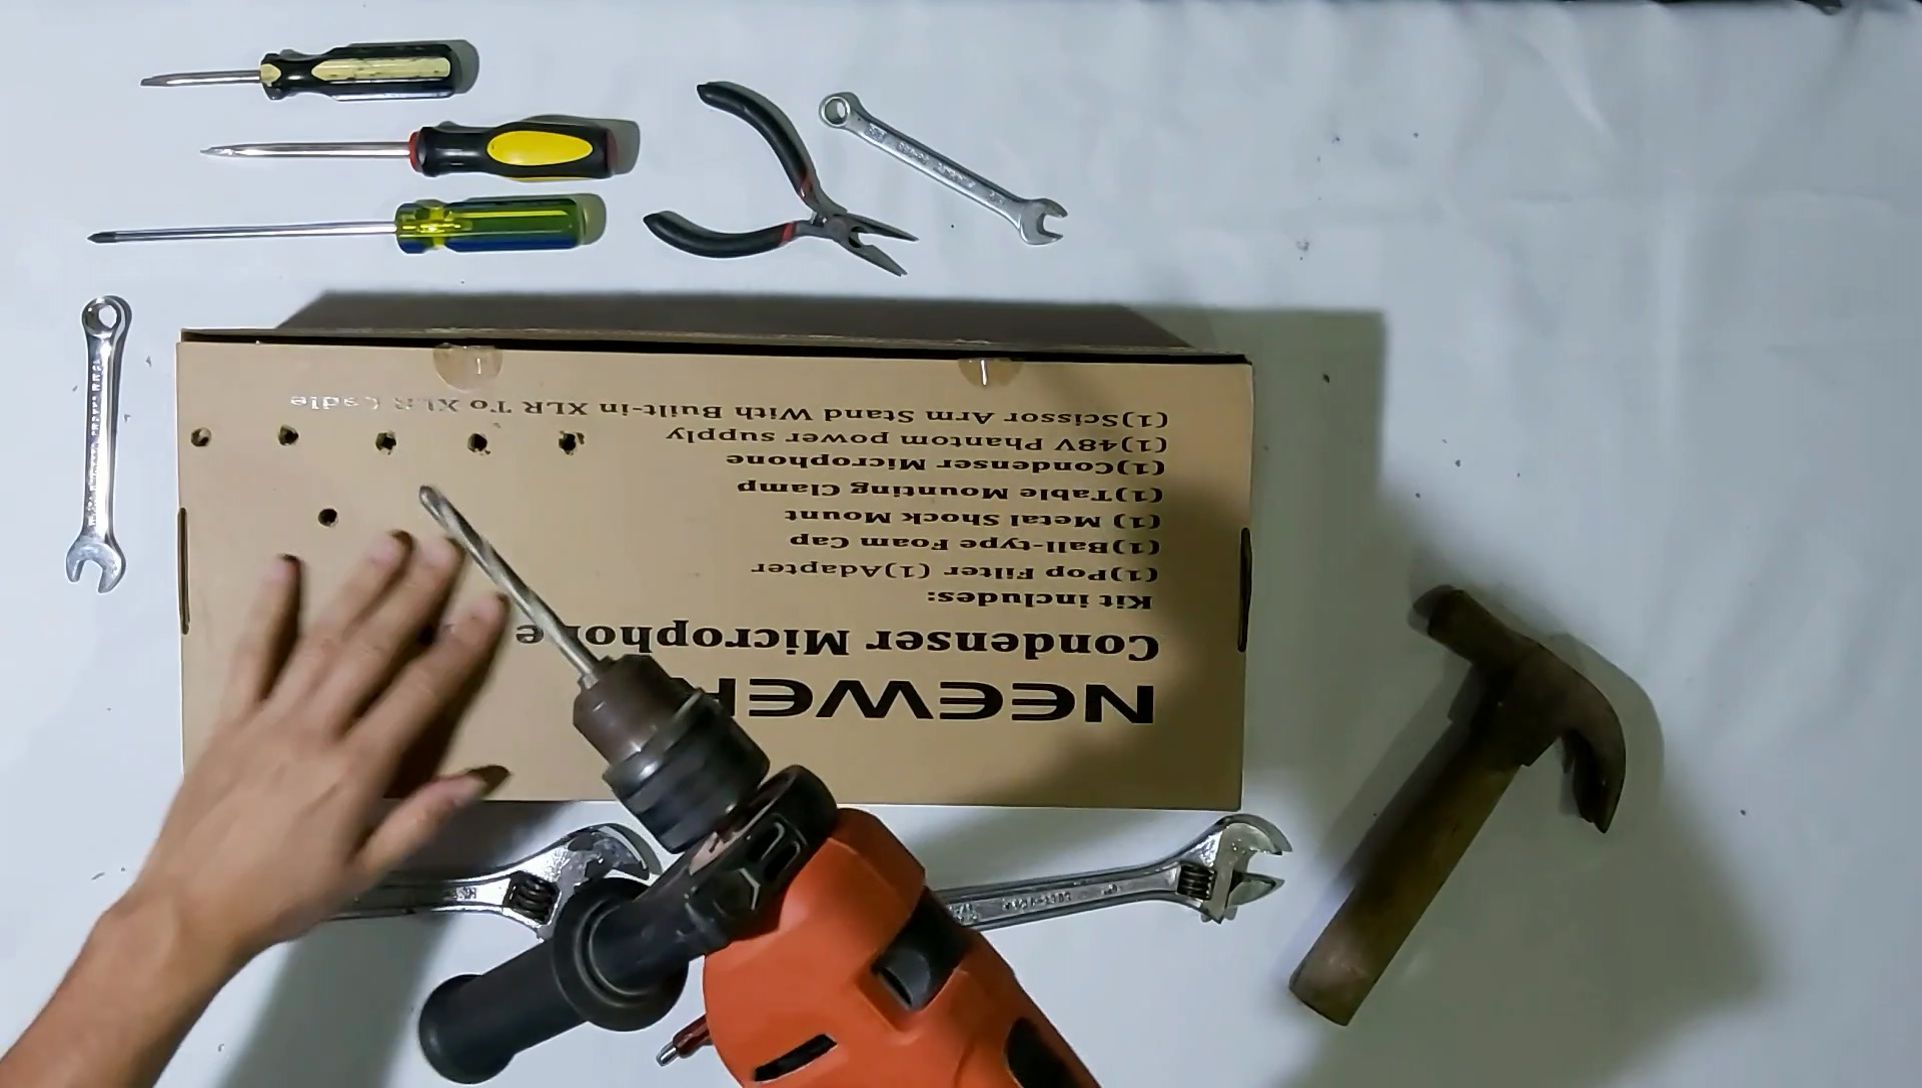 NEEWER
Condenser Microphone
Kit includes:
(1)Pop Filter (1)Adapter
(1)Ball-type Foam Cap
(1) Metal Shock Mount
(1)Table Mounting Clamp
(1)Condenser Microphone
(1)48V Phantom power supply
(1)Scissor Arm Stand With Built-in XLR To XLR Cable